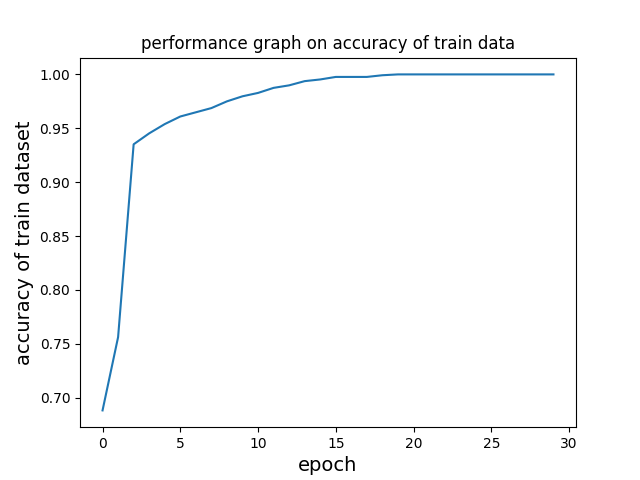 performance graph on accuracy of train data
accuracy of train dataset
1.00
0.95
0.90
0.85
0.80
0.75
0.70
0 5 10 15 20 25 30
epoch